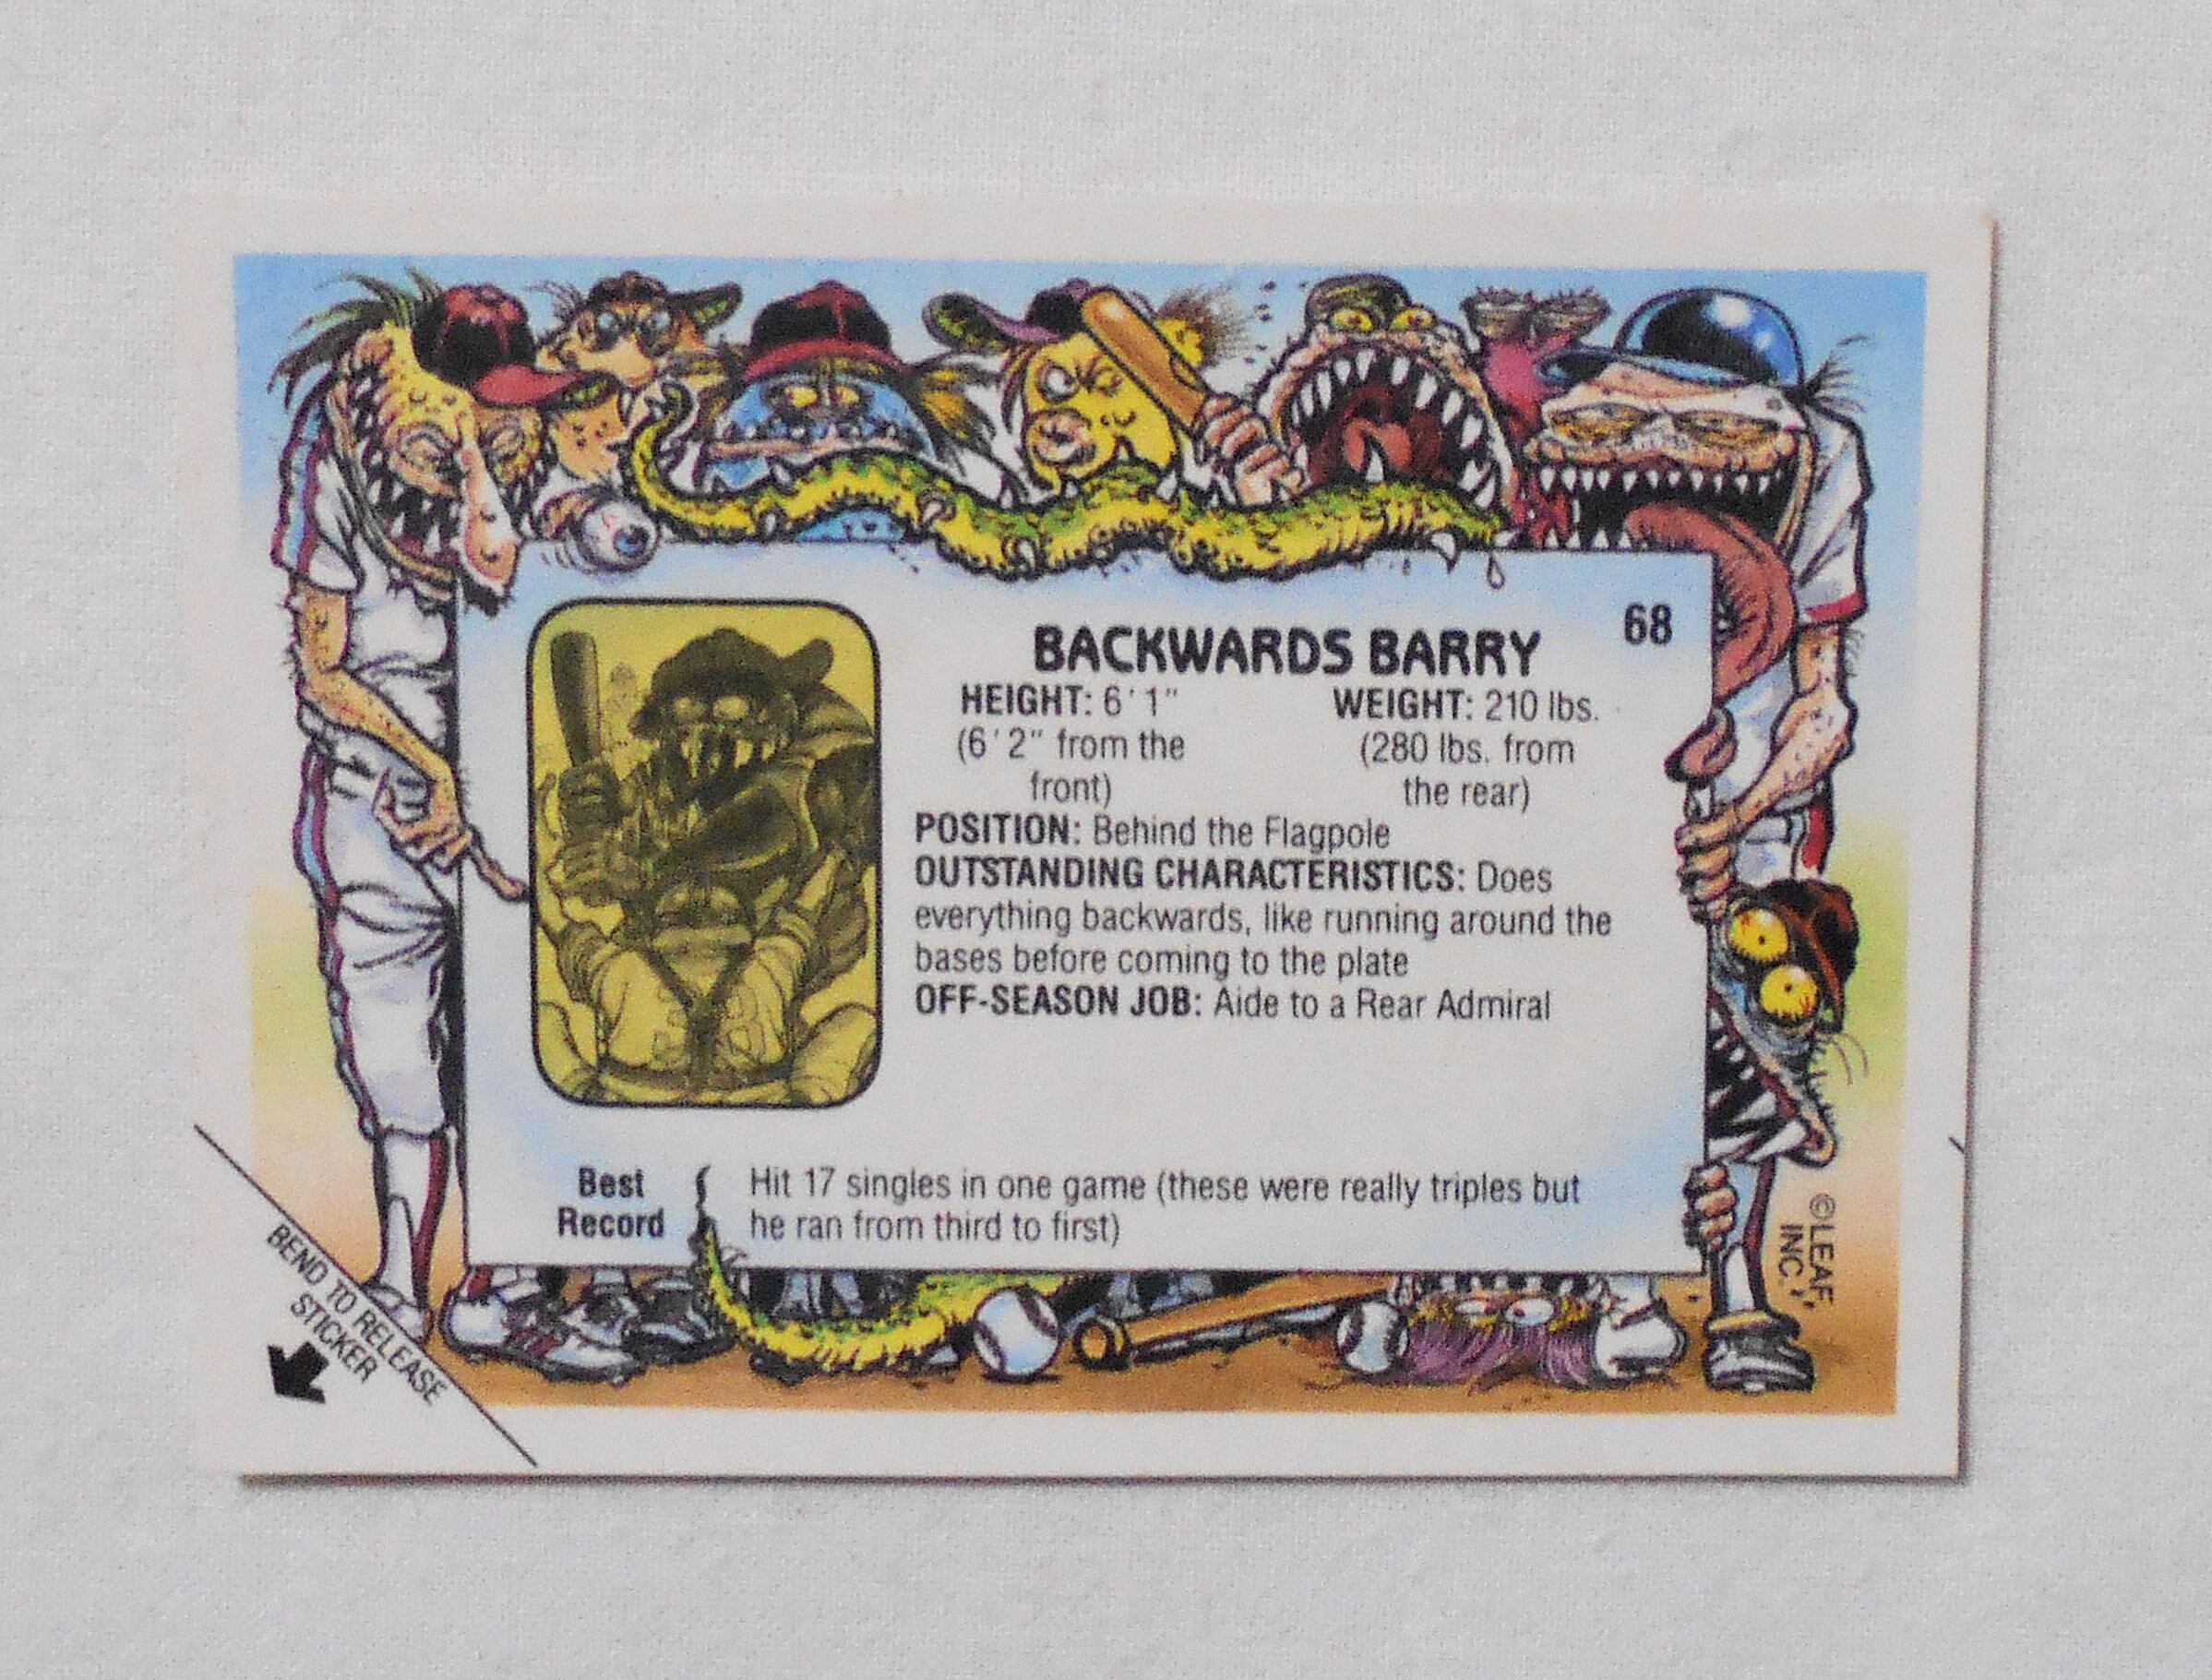 68
BACKWARDS BARRY
HEIGHT: 6'1"
(6'2" from the
front)
WEIGHT: 210 lbs.
(280 lbs. from
the rear)
POSITION: Behind the Flagpole
OUTSTANDING CHARACTERISTICS: Does
everything backwards, like running around the
bases before coming to the plate
OFF-SEASON JOB: Aide to a Rear Admiral
Best
Record
Hit 17 singles in one game (these were really triples but
he ran from third to first)
©LEAF
INC.
BEND TO RELEASE
STICKER